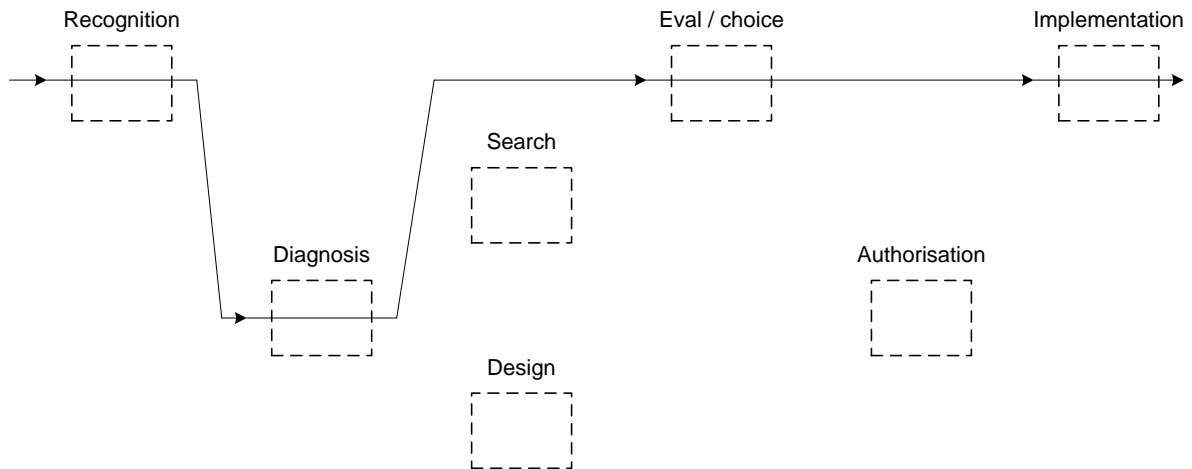 Recognition
Eval / choice
Implementation
Search
Diagnosis
Authorisation
Design